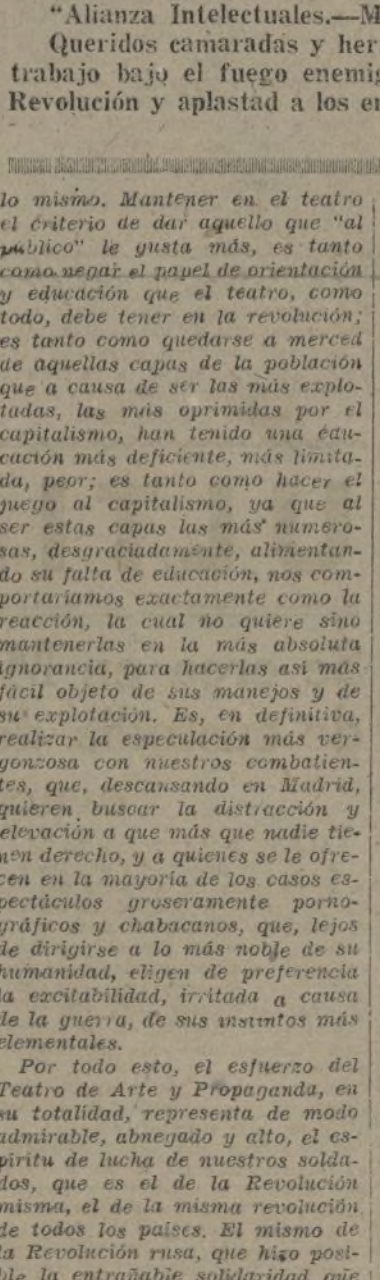 "Alianza Intelectuales.—M
Queridos camaradas y her
trabajo bajo el fuego enemig
Revolución y aplastad a los en
lo mismo. Mantener en el teatro
el criterio de dar aquello que "al
público" le gusta más, es tanto
como negar el papel de orientación
y educación que el teatro, como
todo, debe tener en la revolución;
es tanto como quedarse a merced
de aquellas capas de la población
que a causa de ser las más explo-
tadas, las más oprimidas por el
capitalismo, han tenido una edu-
cación más deficiente, más limita-
da, peor; es tanto como hacer el
juego al capitalismo, ya que al
ser estas capas las más numero-
sas, desgraciadamente, alimentan-
do su falta de educación, nos com-
portaríamos exactamente como la
reacción, la cual no quiere sino
mantenerlas en la más absoluta
ignorancia, para hacerlas así más
fácil objeto de sus manejos y de
su explotación. Es, en definitiva,
realizar la especulación más ver-
gonzosa con nuestros combatien-
tes, que, descansando en Madrid,
quieren buscar la distracción y
elevación a que más que nadie tie-
nen derecho, y a quienes se le ofre-
cen en la mayoría de los casos es-
pectáculos groseramente porno-
gráficos y chabacanos, que, lejos
de dirigirse a lo más noble de su
humanidad, eligen de preferencia
la excitabilidad, irritada a causa
de la guerra, de sus instintos más
elementales.
Por todo esto, el esfuerzo del
Teatro de Arte y Propaganda, en
su totalidad, representa de modo
admirable, abnegado y alto, el es-
píritu de lucha de nuestros solda-
dos, que es el de la Revolución
misma, el de la misma revolución
de todos los países. El mismo de
la Revolución rusa, que hizo posi-
ble la entrañable solidaridad que